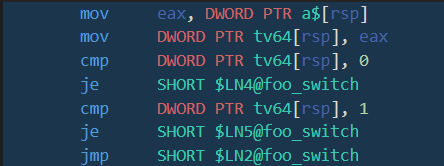 mov eax, DWORD PTR a$[rsp]
mov DWORD PTR tv64[rsp], eax
cmp DWORD PTR tv64[rsp], 0
je SHORT $LN4@foo_switch
cmp DWORD PTR tv64[rsp], 1
je SHORT $LN5@foo_switch
jmp SHORT $LN2@foo_switch